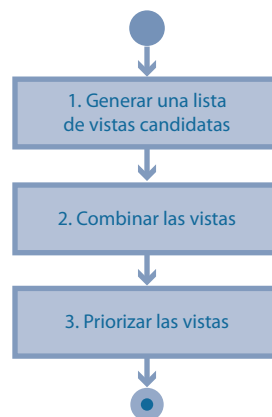 1. Generar una lista
de vistas candidatas
2. Combinar las vistas
3. Priorizar las vistas